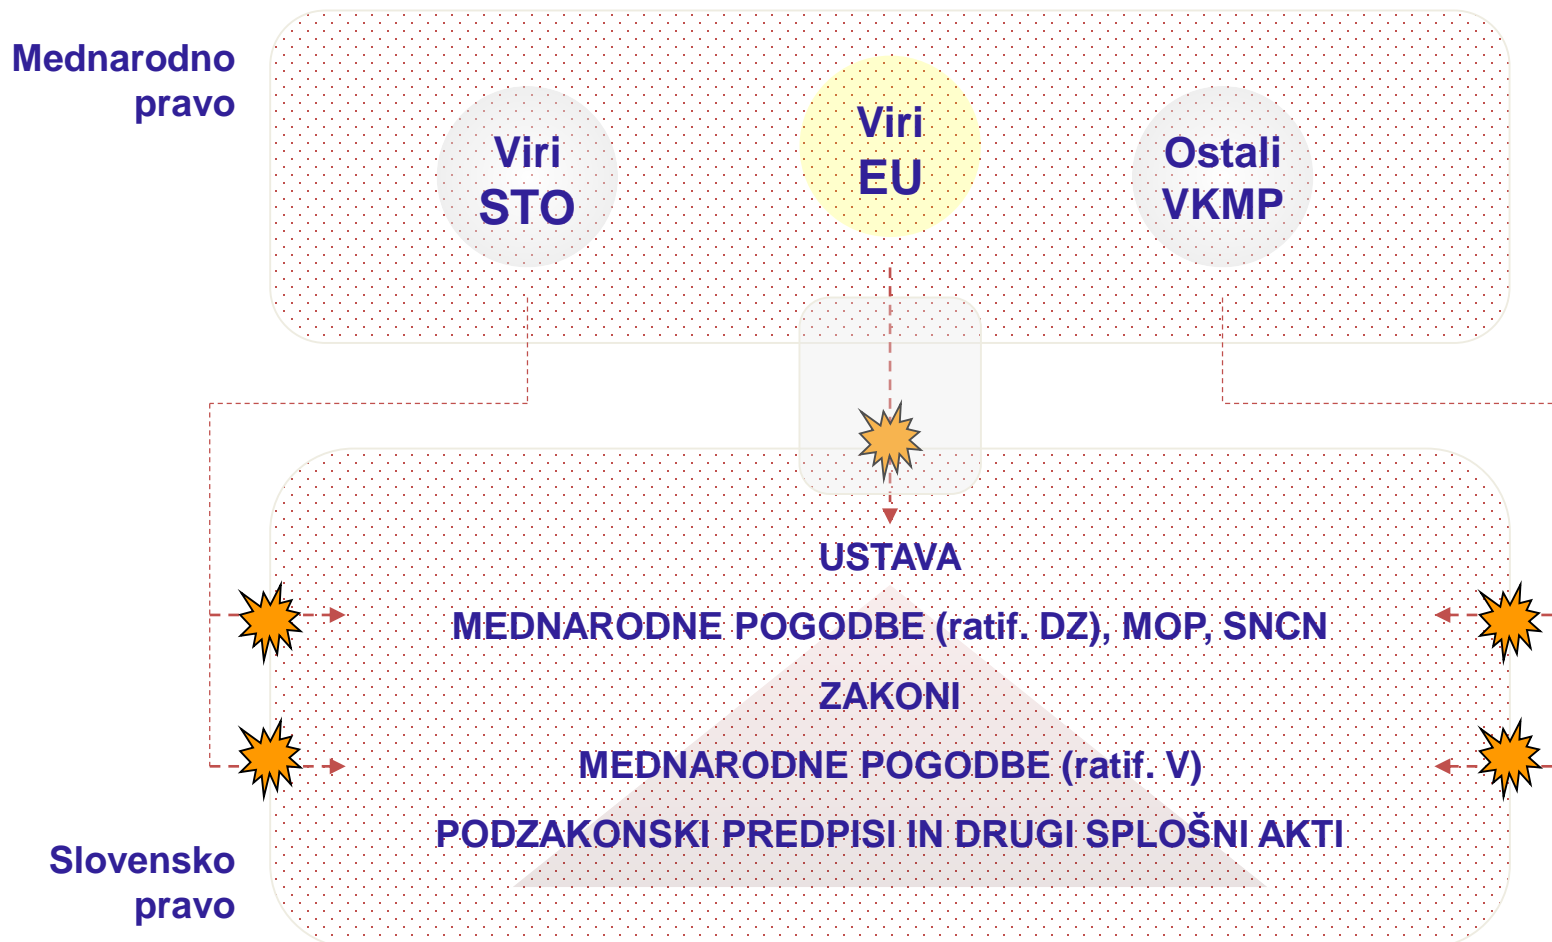 Mednarodno
pravo
Viri
STO
Viri
EU
Ostali
VKMP
USTAVA
MEDNARODNE POGODBE (ratif. DZ), MOP, SNCN
ZAKONI
MEDNARODNE POGODBE (ratif. V)
PODZAKONSKI PREDPISI IN DRUGI SPLOŠNI AKTI
Slovensko
pravo